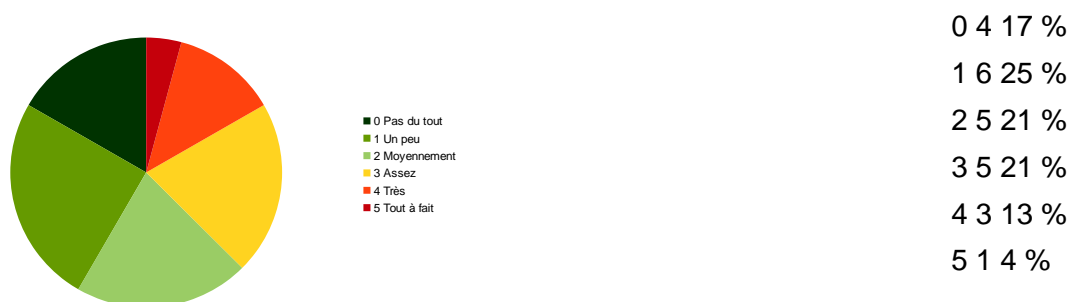 0 Pas du tout
1 Un peu
2 Moyennement
3 Assez
4 Très
5 Tout à fait
0 4 17 %
1 6 25 %
2 5 21 %
3 5 21 %
4 3 13 %
5 1 4 %